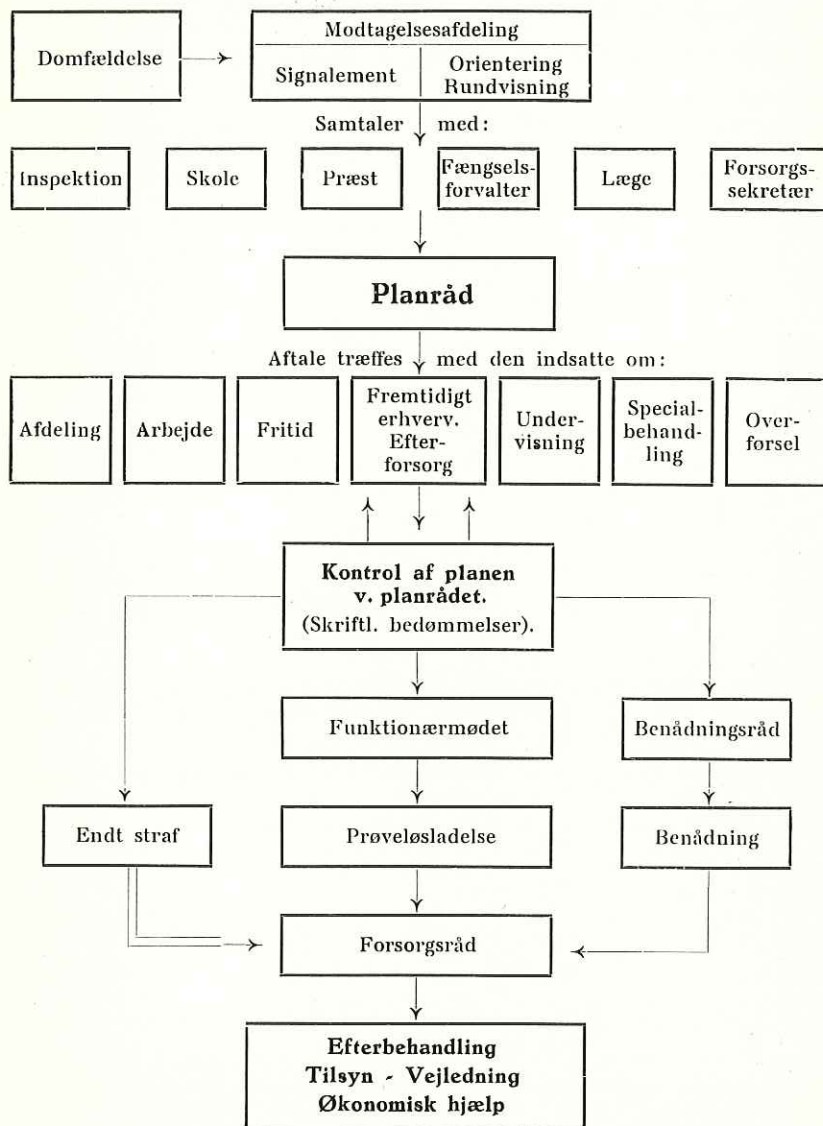 Modtagelsesafdeling
Domfældelse
Signalement
Orientering
Rundvisning
Samtaler med:
Inspektion
Skole
Præst
Fængsels-
forvalter
Læge
Forsorgs-
sekretær
Planråd
Aftale træffes med den indsatte om:
Afdeling
Arbejde
Fritid
Fremtidigt
erhverv.
Efter-
forsorg
Under-
visning
Special-
behand-
ling
Over-
førsel
Kontrol af planen
v. planrådet.
(Skriftl. bedømmelser).
Funktionærmødet
Benådningsråd
Endt straf
Prøveløsladelse
Benådning
Forsorgsråd
Efterbehandling
Tilsyn - Vejledning
Økonomisk hjælp